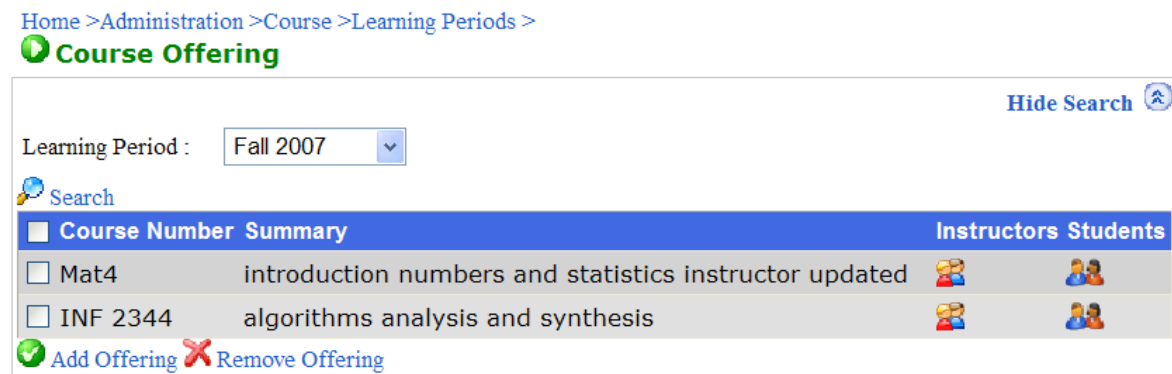 Home >Administration >Course >Learning Periods >
Course Offering
Hide Search
Learning Period : Fall 2007
Search
Course Number Summary Instructors Students
Mat4 introduction numbers and statistics instructor updated
INF 2344 algorithms analysis and synthesis
Add Offering Remove Offering